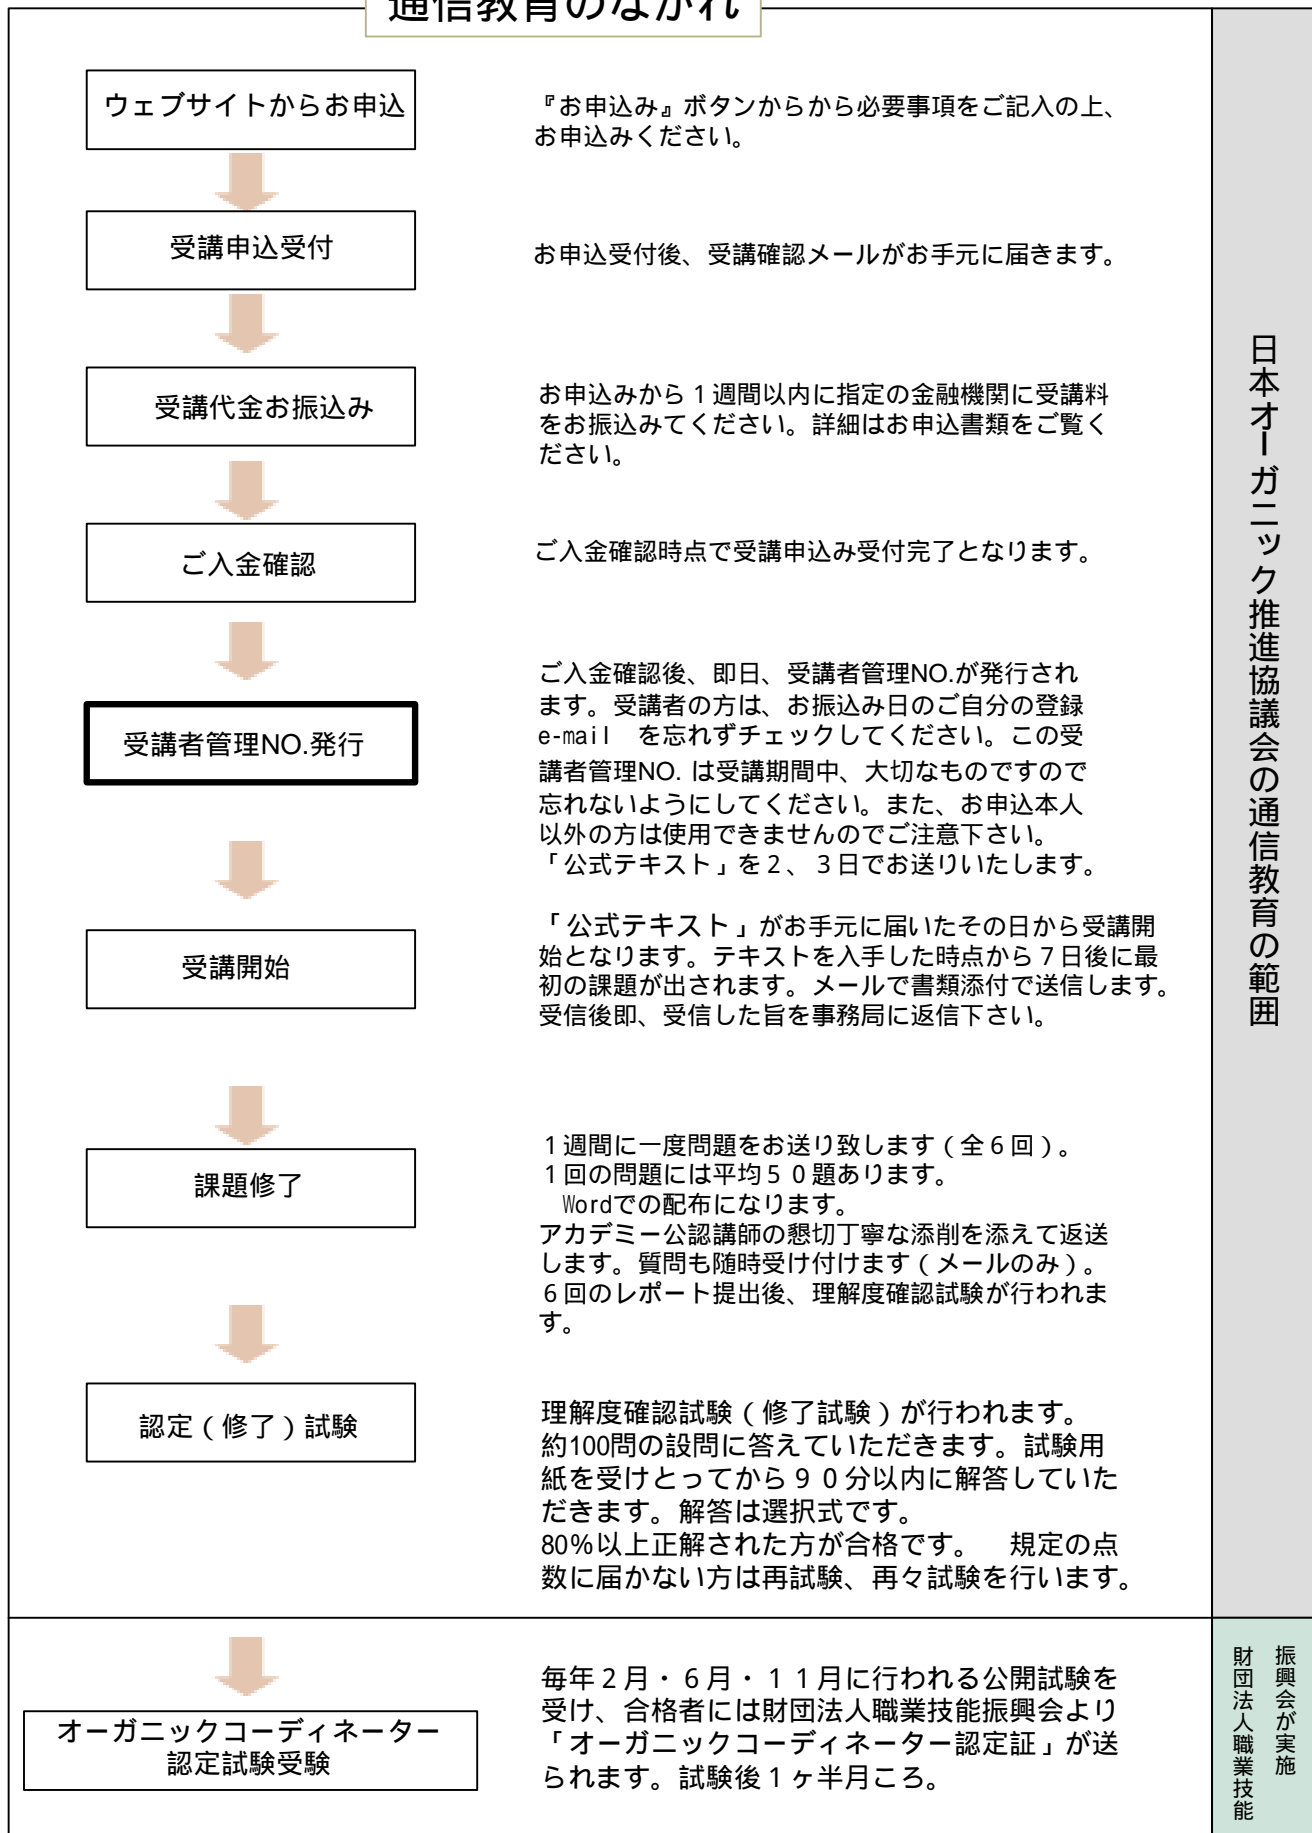 通信教育のながれ
ウェブサイトからお申込
『お申込み』ボタンからから必要事項をご記入の上、
お申込みください。
受講申込受付
お申込受付後、受講確認メールがお手元に届きます。
受講代金お振込み
お申込みから１週間以内に指定の金融機関に受講料
をお振込みてください。詳細はお申込書類をご覧く
ださい。
ご入金確認
ご入金確認時点で受講申込み受付完了となります。
受講者管理NO.発行
ご入金確認後、即日、受講者管理NO.が発行され
ます。受講者の方は、お振込み日のご自分の登録
e-mail　を忘れずチェックしてください。この受
講者管理NO. は受講期間中、大切なものですので
忘れないようにしてください。また、お申込本人
以外の方は使用できませんのでご注意下さい。
「公式テキスト」を２、３日でお送りいたします。
受講開始
「公式テキスト」がお手元に届いたその日から受講開
始となります。テキストを入手した時点から７日後に最
初の課題が出されます。メールで書類添付で送信します。
受信後即、受信した旨を事務局に返信下さい。
課題修了
１週間に一度問題をお送り致します（全６回）。
１回の問題には平均５０題あります。
　Wordでの配布になります。
アカデミー公認講師の懇切丁寧な添削を添えて返送
します。質問も随時受け付けます（メールのみ）。
６回のレポート提出後、理解度確認試験が行われま
す。
認定（修了）試験
理解度確認試験（修了試験）が行われます。
約100問の設問に答えていただきます。試験用
紙を受けとってから９０分以内に解答していた
だきます。解答は選択式です。
80%以上正解された方が合格です。　規定の点
数に届かない方は再試験、再々試験を行います。
日本オーガニック推進協議会の通信教育の範囲
オーガニックコーディネーター
認定試験受験
毎年２月・６月・１１月に行われる公開試験を
受け、合格者には財団法人職業技能振興会より
「オーガニックコーディネーター認定証」が送
られます。試験後１ヶ半月ころ。
財団法人職業技能
振興会が実施